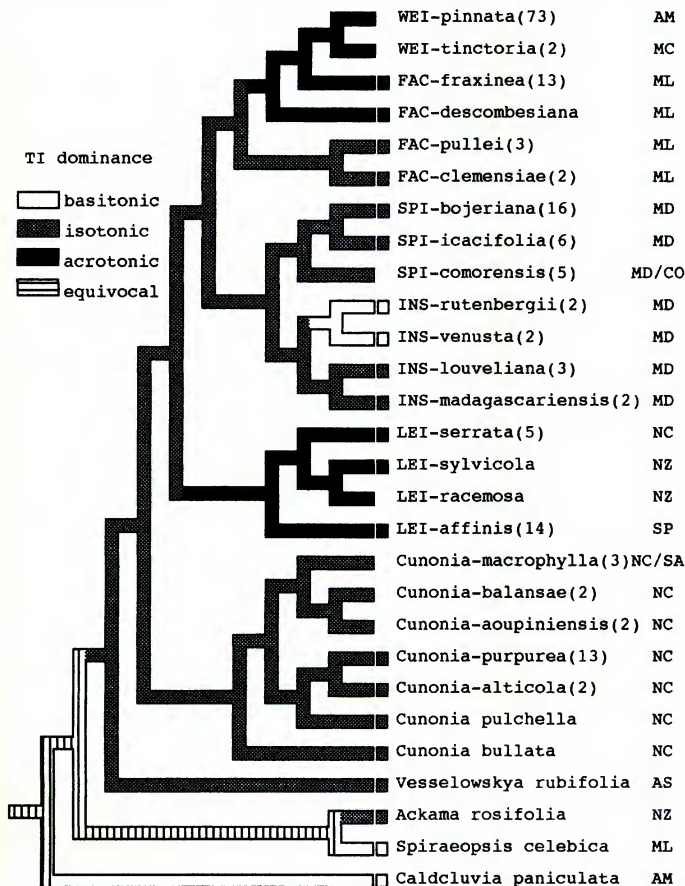 WEI-pinnata(73) AM
WEI-tinctoria(2) MC
FAC-fraxinea(13) ML
FAC-descombesiana ML
FAC-pullei(3) ML
FAC-clemensiae(2) ML
SPI-bojeriana(16) MD
SPI-icacifolia(6) MD
SPI-comorensis(5) MD/CO
INS-rutenbergii(2) MD
INS-venusta(2) MD
INS-louveliana(3) MD
INS-madagascariensis(2) MD
LEI-serrata(5) NC
LEI-sylvicola NZ
LEI-racemosa NZ
LEI-affinis(14) SP
Cunonia-macrophylla(3)NC/SA
Cunonia-balansae(2) NC
Cunonia-aoupiniensis(2) NC
Cunonia-purpurea(13) NC
Cunonia-alticola(2) NC
Cunonia pulchella NC
Cunonia bullata NC
Vesselowskya rubifolia AS
Ackama rosifolia NZ
Spiraeopsis celebica ML
Caldcluvia paniculata AM
TI dominance
basitonic
isotonic
acrotonic
equivocal